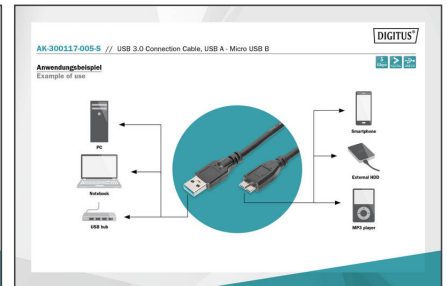 DIGITUS®
AK-300117-005-S // USB 3.0 Connection Cable, USB A - Micro USB B
Anwendungsbeispiel
Example of use
PC
Notebook
USB hub
Smartphone
External HDD
MP3 player